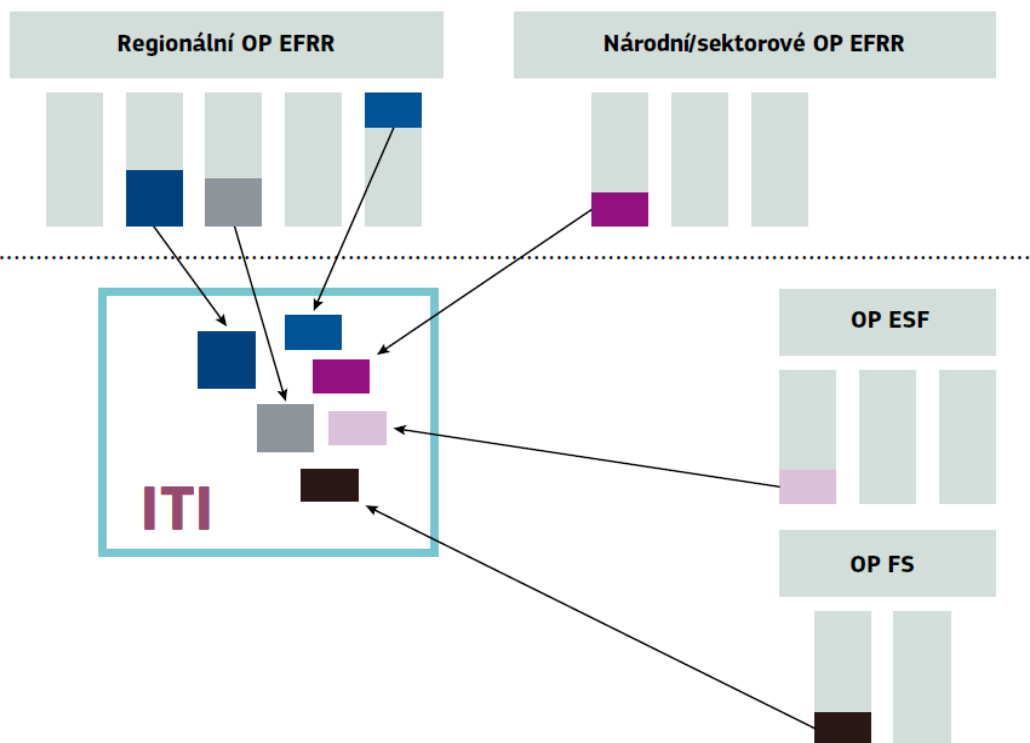 Regionální OP EFRR
Národní/sektorové OP EFRR
OP ESF
ITI
OP FS